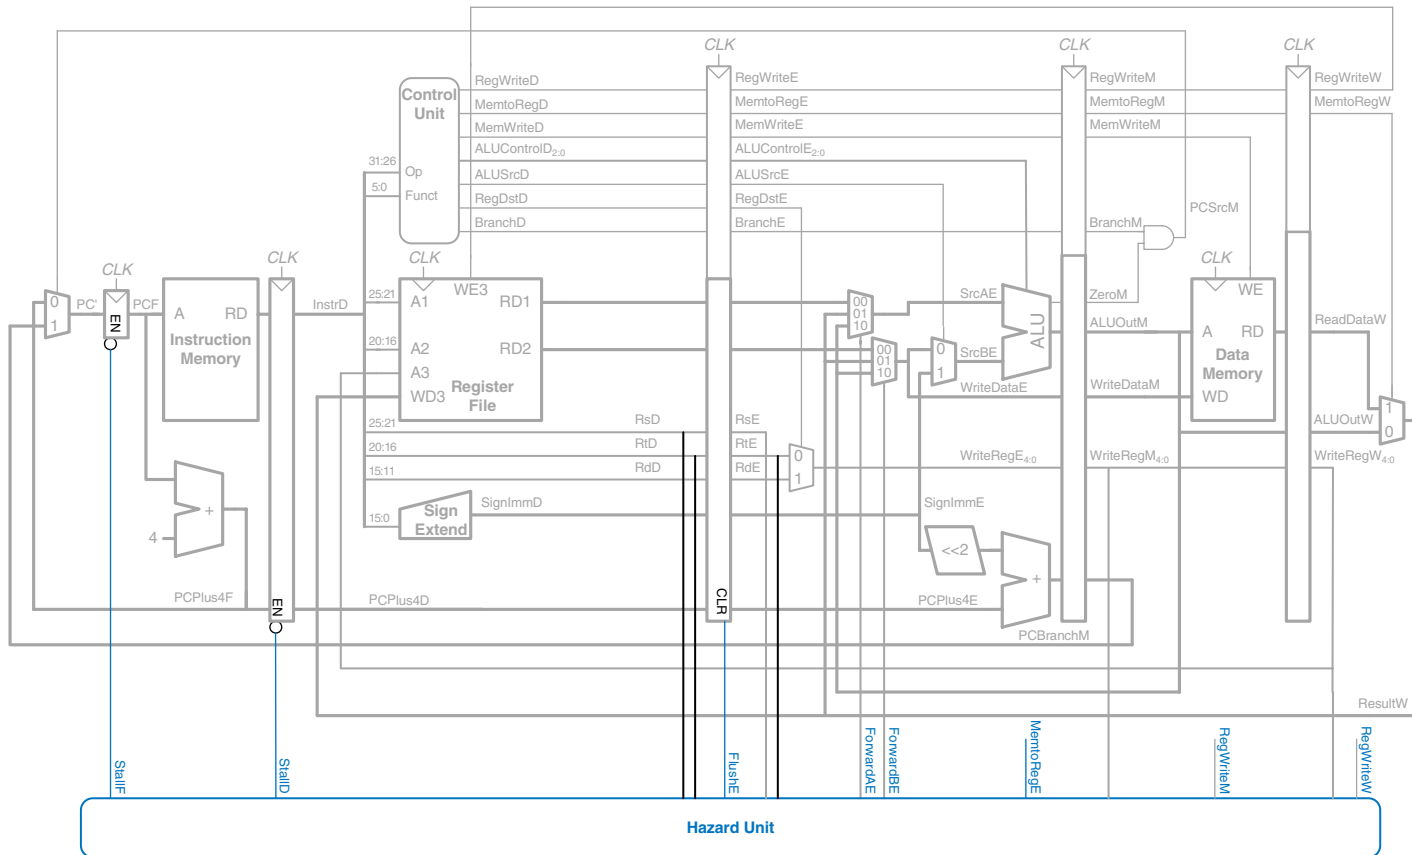 CLK
CLK
CLK
Control
Unit
RegWriteD
MemtoRegD
MemWriteD
ALUControlD2:0
ALUSrcD
RegDstD
BranchD
31:26
Op
5:0
Funct
RegWriteE
MemtoRegE
MemWriteE
ALUControlE2:0
ALUSrcE
RegDstE
BranchE
RegWriteM
MemtoRegM
MemWriteM
BranchM
PCSrcM
RegWriteW
MemtoRegW
CLK
CLK
CLK
CLK
0
1
PC'
EN
PCF
A
RD
Instruction
Memory
InstrD
25:21
A1
WE3
RD1
20:16
A2
RD2
A3
Register
File
WD3
00
01
10
00
01
10
SrcAE
0
1
SrcBE
ALU
ZeroM
ALUOutM
WE
A
RD
Data
Memory
WD
ReadDataW
WriteDataE
WriteDataM
1
0
ALUOutW
25:21
RsD
RsE
20:16
RtD
RtE
0
15:11
RdD
RdE
1
WriteRegE4:0
WriteRegM4:0
WriteRegW4:0
15:0
Sign
Extend
SignImmD
SignImmE
+
4
<<2
+
PCPlus4F
EN
PCPlus4D
CLR
PCPlus4E
PCBranchM
ResultW
StallF
StallD
FlushE
ForwardAE
ForwardBE
MemtoRegE
RegWriteM
RegWriteW
Hazard Unit